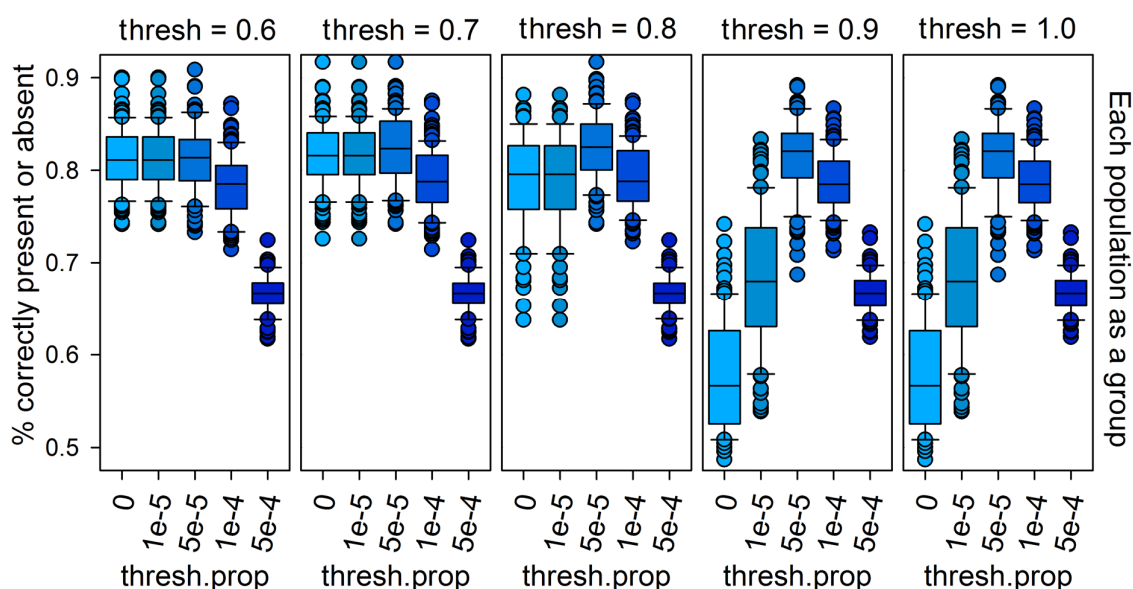 thresh = 0.6 thresh = 0.7 thresh = 0.8 thresh = 0.9 thresh = 1.0
% correctly present or absent
0.9
0.8
0.7
0.6
0.5
Each population as a group
0 1e-5 5e-5 1e-4 5e-4 0 1e-5 5e-5 1e-4 5e-4 0 1e-5 5e-5 1e-4 5e-4 0 1e-5 5e-5 1e-4 5e-4 0 1e-5 5e-5 1e-4 5e-4
thresh.prop thresh.prop thresh.prop thresh.prop thresh.prop